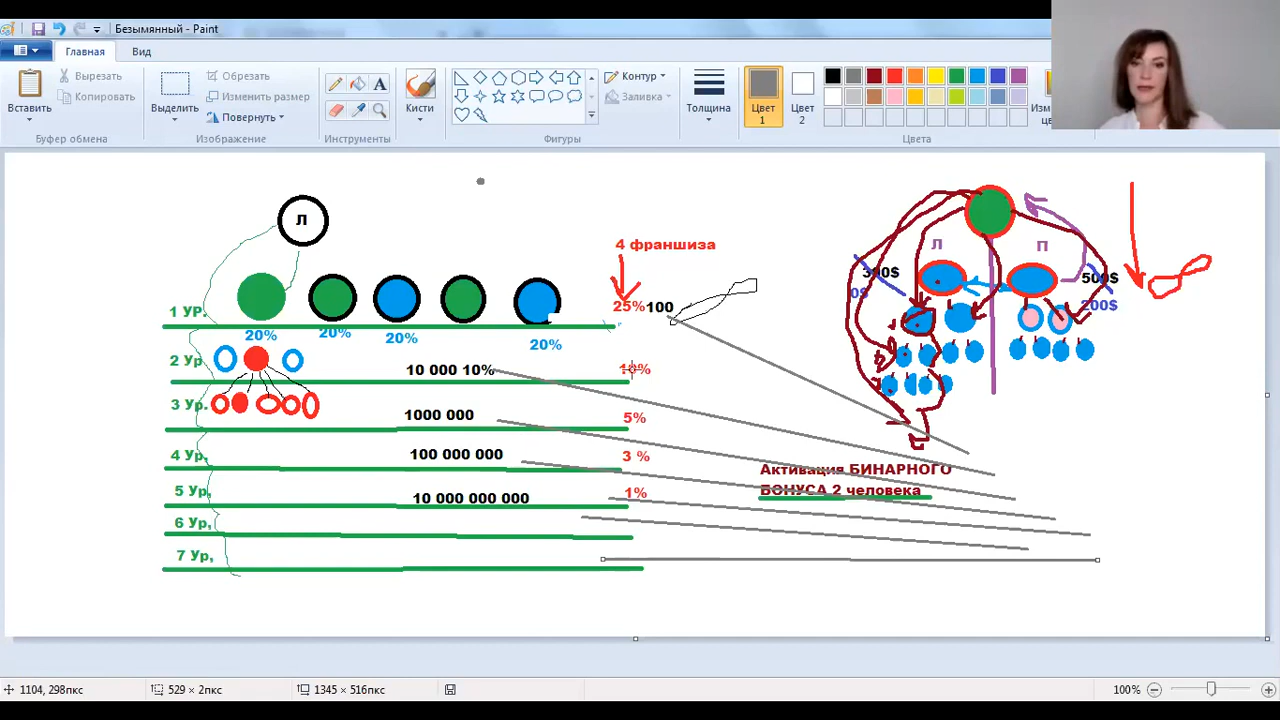 Безымянный - Paint
Главная
Вид
Вставить
Вырезать
Копировать
Буфер обмена
Выделить
Обрезать
Изменить размер
Повернуть
Изображение
A
Инструменты
Кисти
Контур
Заливка
Фигуры
Толщина
Цвет
1
Цвет
2
Цвета
Л
4 франшиза
1 УР.
25% 100
20%
20%
20%
20%
2 Ур
10 000 10%
10%
3 Ур.
1000 000
5%
4 Ур,
100 000 000
3 %
5 Ур,
10 000 000 000
1%
6 Ур,
7 Ур,
Л
П
300$
0$
500$
200$
Активация БИНАРНОГО
БОНУСА 2 человека
1104, 298пкс
529 × 2пкс
1345 × 516пкс
100%